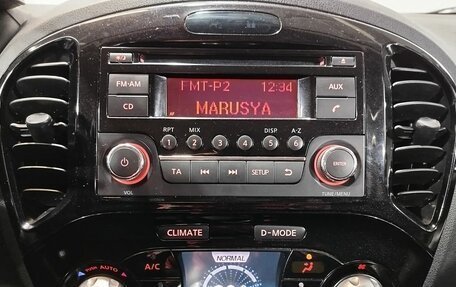 FMT-P2 12:34
MARUSYA
FM·AM
CD
AUX
RPT MIX DISP A-Z
1 2 3 4 5 6
ENTER
TA
SETUP
VOL
TUNE/MENU
CLIMATE
D-MODE
NORMAL
A/C
AUTO